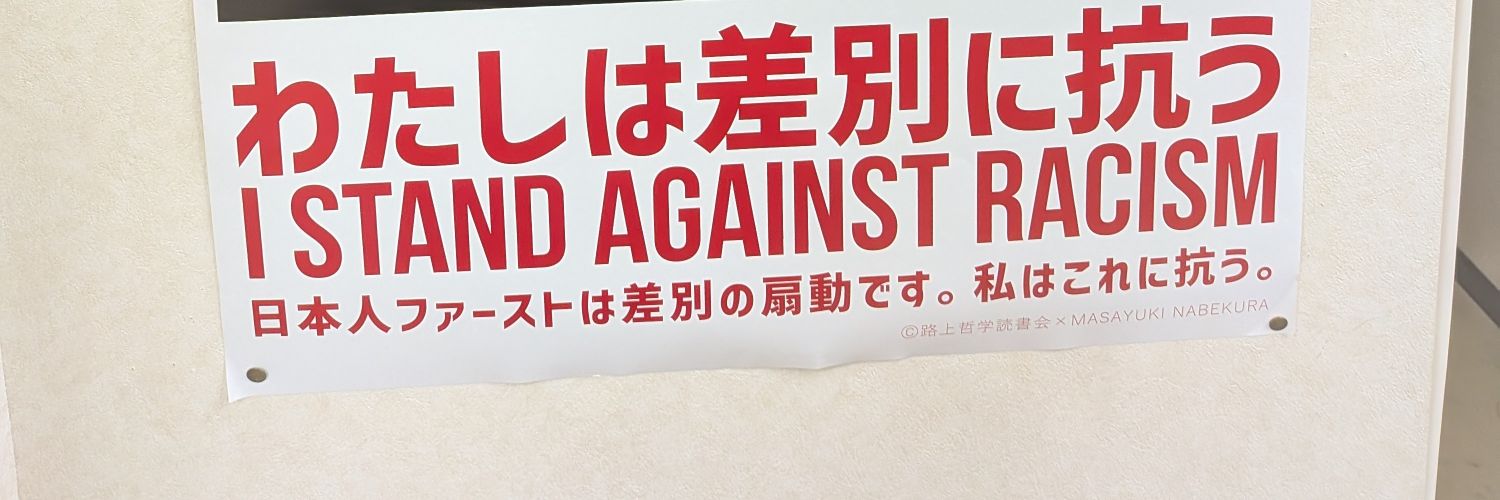 わたしは差別に抗う
I STAND AGAINST RACISM
日本人ファーストは差別の扇動です。私はこれに抗う。
©路上哲学読書会×MASAYUKI NABEKURA